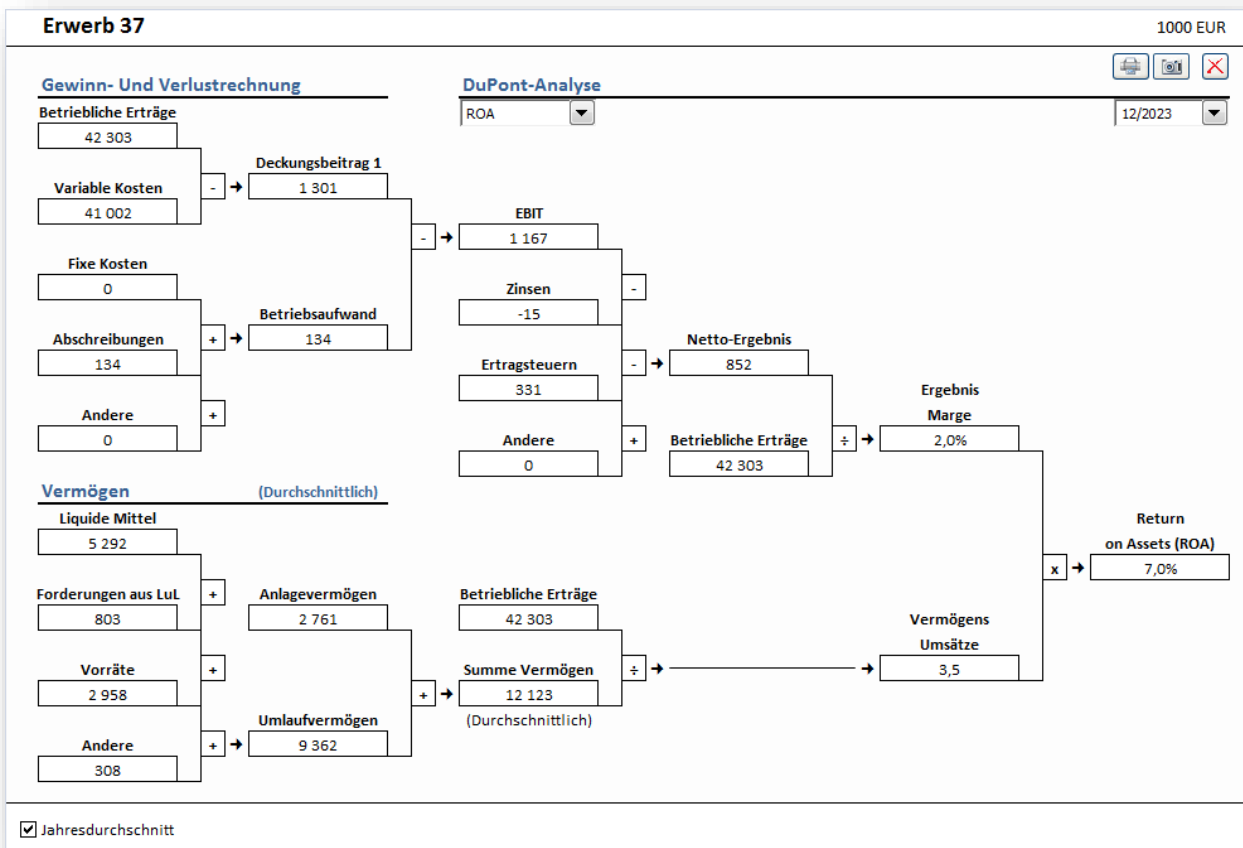 Erwerb 37
1000 EUR
Gewinn- Und Verlustrechnung
DuPont-Analyse
ROA
12/2023
Betriebliche Erträge
42 303
Deckungsbeitrag 1
-
1 301
Variable Kosten
41 002
EBIT
-
1 167
Fixe Kosten
0
Zinsen
-
-15
Betriebsaufwand
Abschreibungen
+
134
134
Netto-Ergebnis
Ertragsteuern
-
852
331
Ergebnis
Marge
Andere
+
0
Andere
+
Betriebliche Erträge
÷
2,0%
0
42 303
Vermögen
(Durchschnittlich)
Liquide Mittel
5 292
Return
on Assets (ROA)
x
7,0%
Forderungen aus LuL
+
Anlagevermögen
Betriebliche Erträge
803
2 761
42 303
Vermögens
Umsätze
Vorräte
+
Summe Vermögen
÷
3,5
2 958
+
12 123
(Durchschnittlich)
Umlaufvermögen
Andere
+
9 362
308
Jahresdurchschnitt